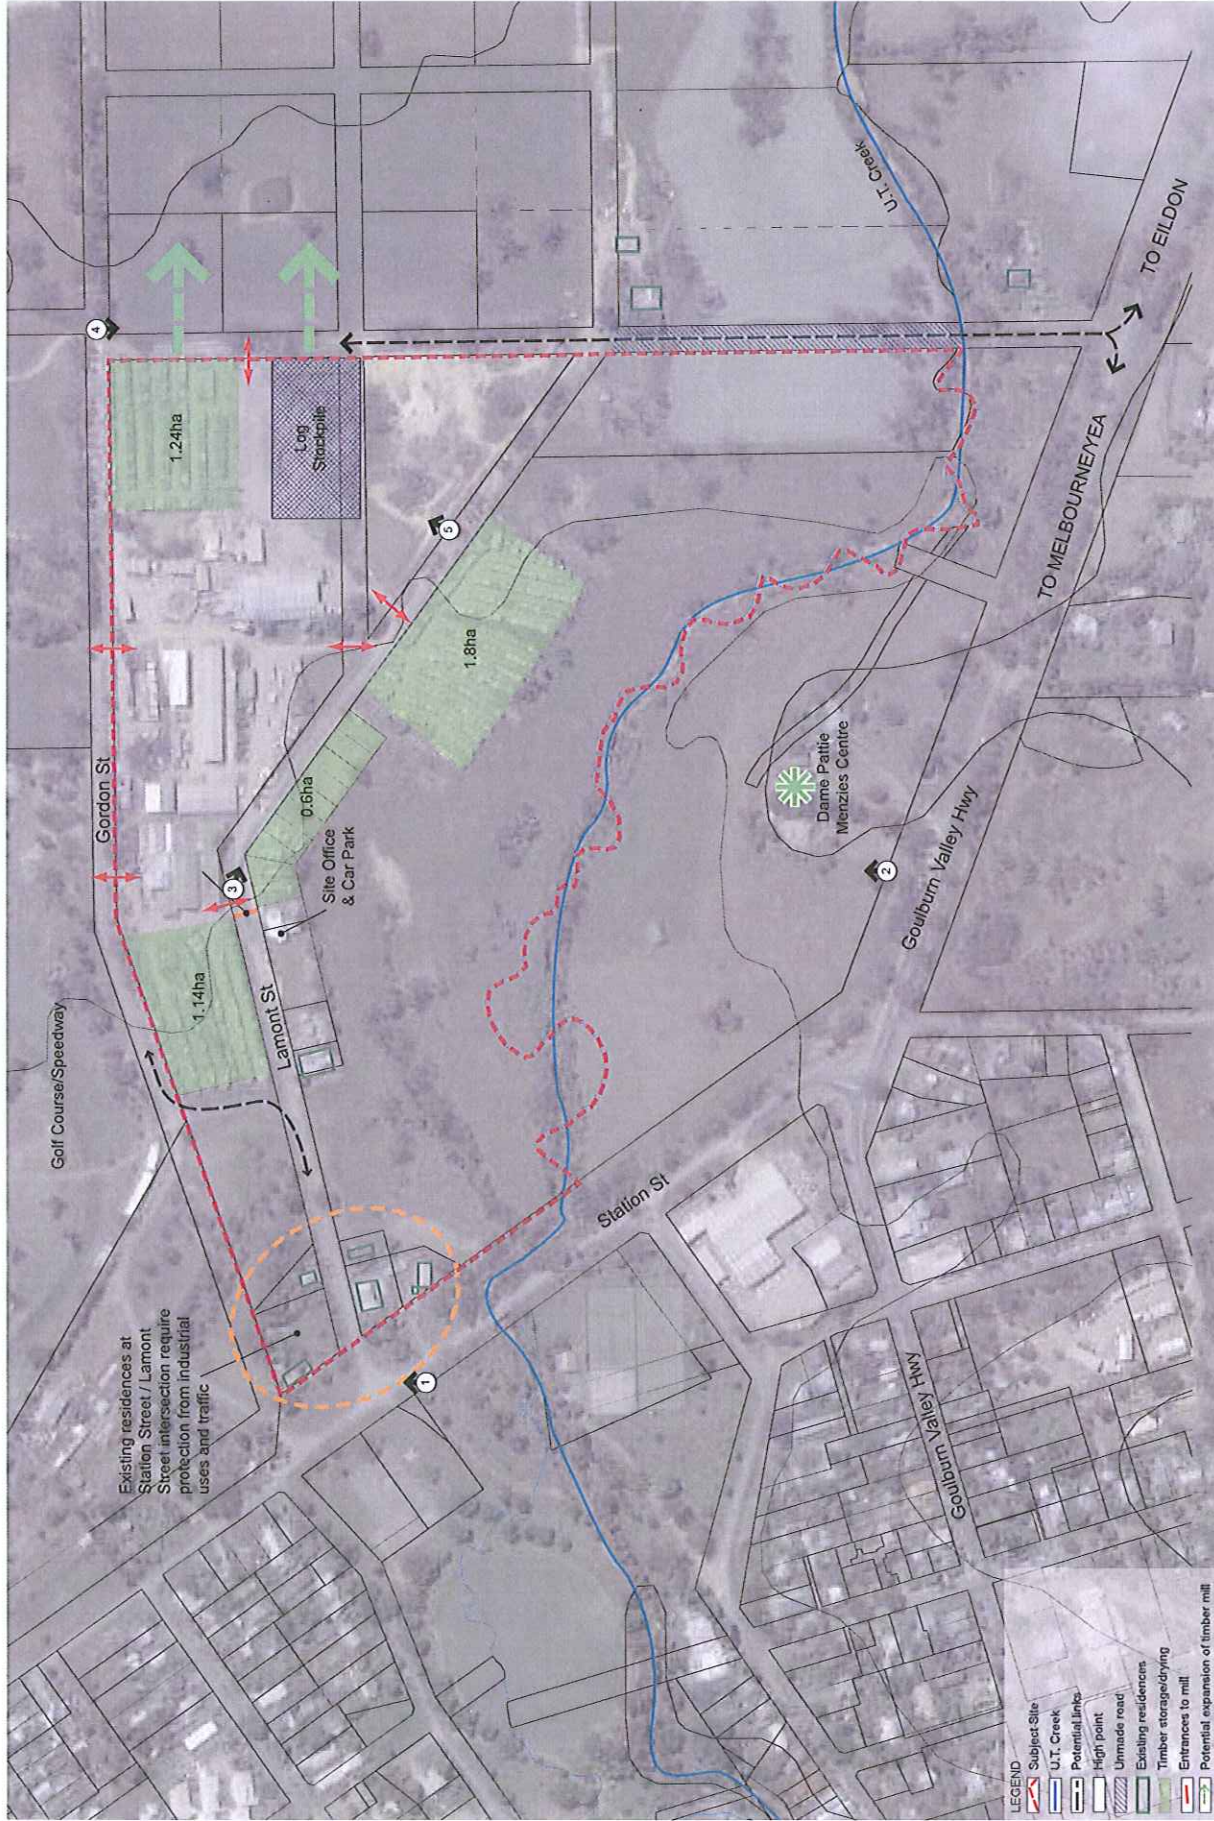 Existing residences at
Station Street / Lamont
Street intersection require
protection from industrial
uses and traffic
Golf Course/Speedway
Gordon St
4
1.24ha
Log
Stockpile
1.14ha
3
Lamont St
0.6ha
Site Office
& Car Park
1.8ha
5
1
Station St
U.T. Creek
Dame Pattie
Menzies Centre
2
Goulburn Valley Hwy
Goulburn Valley Hwy
TO MELBOURNE/YEA
TO EILDON
LEGEND
Subject Site
U.T. Creek
Potential links
High point
Unmade road
Existing residences
Timber storage/drying
Entrances to mill
Potential expansion of timber mill